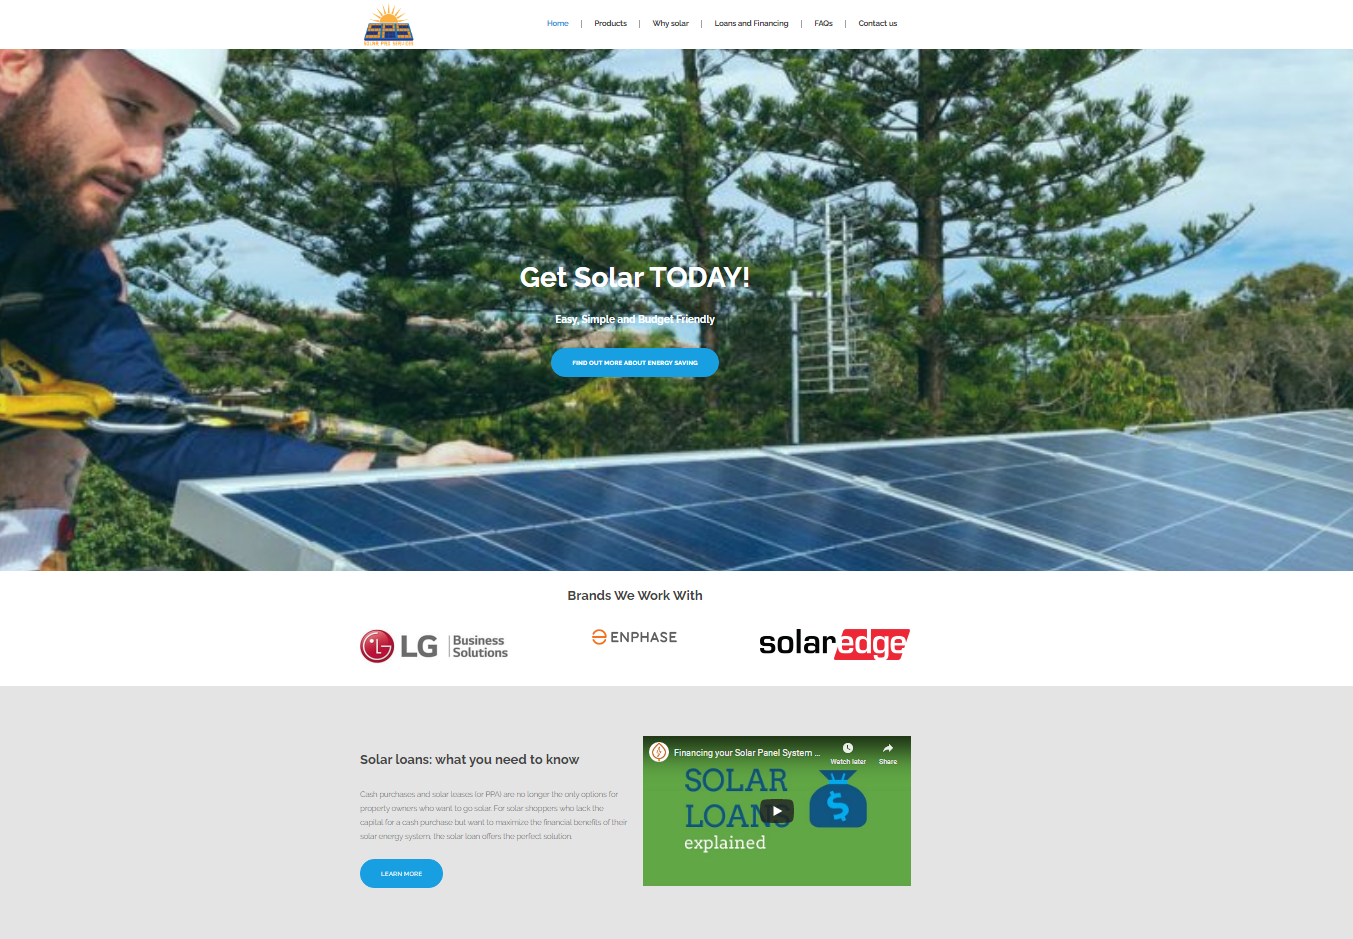 SPS
SOLAR PRO SERVICES
Home
Products
Why solar
Loans and Financing
FAQs
Contact us
Get Solar TODAY!
Easy, Simple and Budget Friendly
FIND OUT MORE ABOUT ENERGY SAVING
Brands We Work With
LG Business Solutions
ENPHASE
solaredge
Solar loans: what you need to know
Cash purchases and solar leases (or PPA) are no longer the only options for
property owners who want to go solar. For solar shoppers who lack the
capital for a cash purchase but want to maximize the financial benefits of their
solar energy system, the solar loan offers the perfect solution.
LEARN MORE
Financing your Solar Panel System ...
Watch later
Share
SOLAR
LOANS
explained